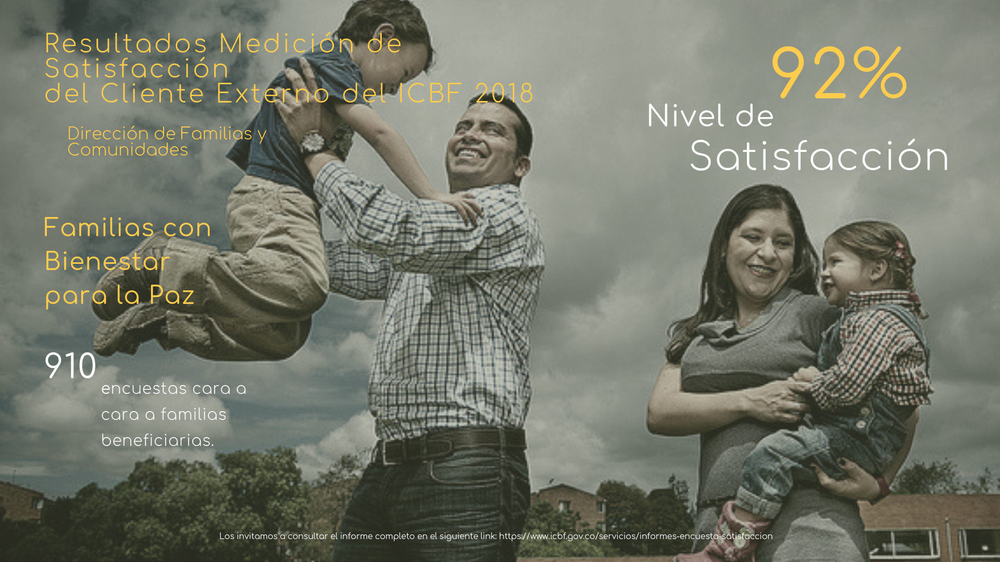 Resultados Medición de
Satisfacción
del Cliente Externo del ICBF 2018
Dirección de Familias y
Comunidades
92%
Nivel de
Satisfacción
Familias con
Bienestar
para la Paz
910
encuestas cara a
cara a familias
beneficiarias.
Los invitamos a consultar el informe completo en el siguiente link: https://www.icbf.gov.co/servicios/informes-encuesta-satisfaccion